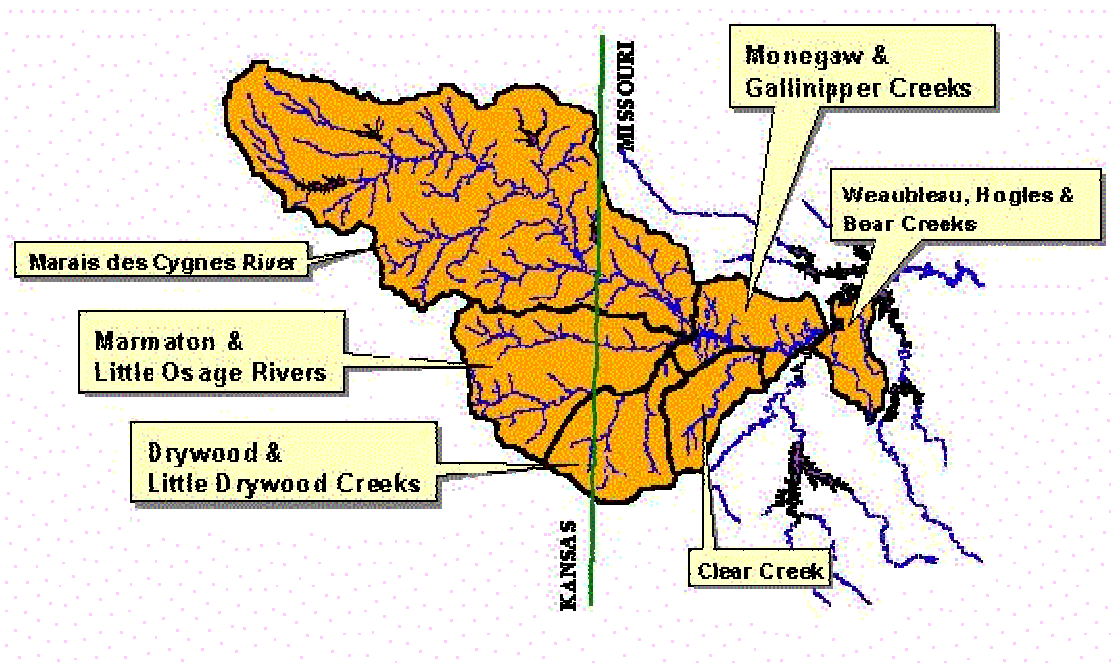 MISSOURI
Monegaw &
Gallinipper Creeks
Weaubleau, Hogles &
Bear Creeks
Marais des Cygnes River
Marmaton &
Little Osage Rivers
Drywood &
Little Drywood Creeks
KANSAS
Clear Creek